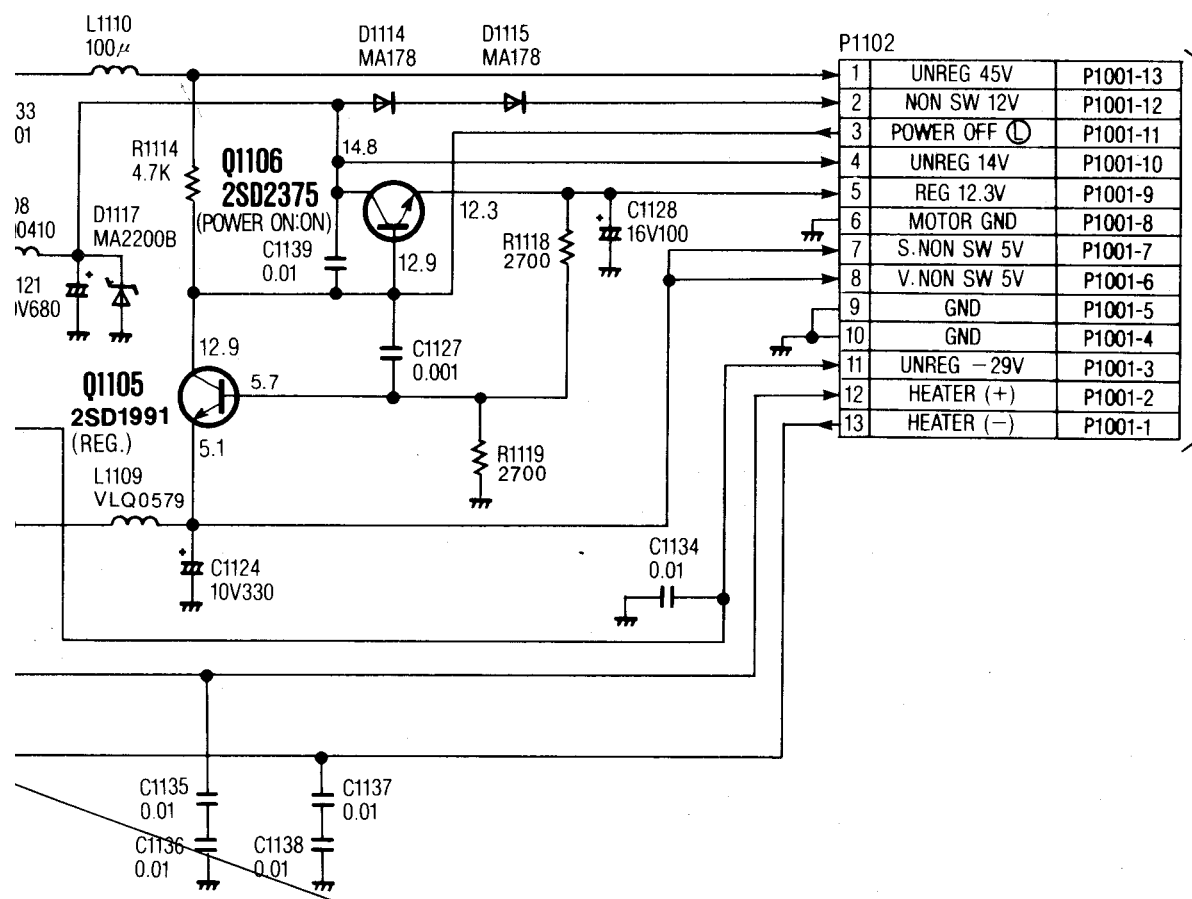 L1110
100μ
D1114
MA178
D1115
MA178
P1102
1 UNREG 45V P1001-13
2 NON SW 12V P1001-12
3 POWER OFF Ⓛ P1001-11
4 UNREG 14V P1001-10
5 REG 12.3V P1001-9
6 MOTOR GND P1001-8
7 S.NON SW 5V P1001-7
8 V.NON SW 5V P1001-6
9 GND P1001-5
10 GND P1001-4
11 UNREG −29V P1001-3
12 HEATER (+) P1001-2
13 HEATER (−) P1001-1
33
01
R1114
4.7K
Q1106
2SD2375
(POWER ON:ON)
14.8
12.3
12.9
C1139
0.01
R1118
2700
+
C1128
16V100
08
00410
D1117
MA2200B
+
121
0V680
C1127
0.001
12.9
5.7
5.1
Q1105
2SD1991
(REG.)
R1119
2700
L1109
VLQ0579
+
C1124
10V330
C1134
0.01
C1135
0.01
C1136
0.01
C1137
0.01
C1138
0.01